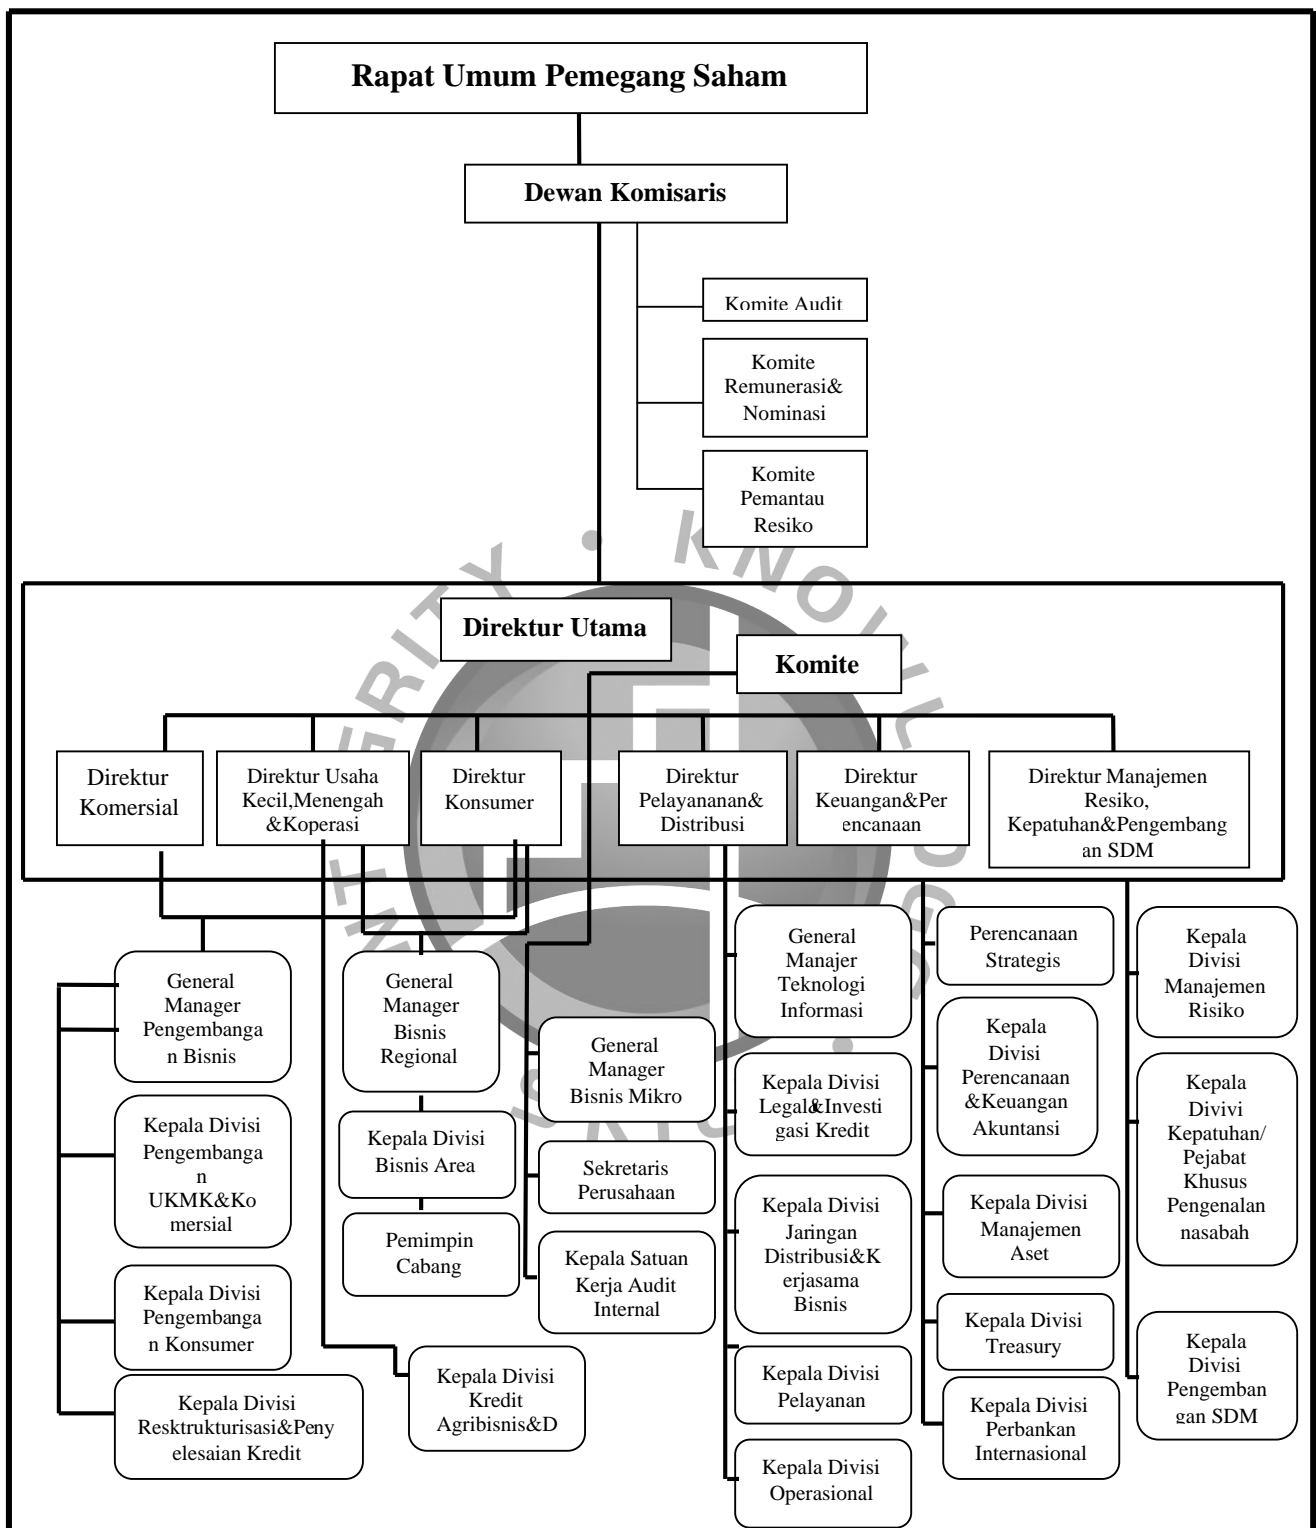 Rapat Umum Pemegang Saham
Dewan Komisaris
Komite Audit
Komite
Remunerasi&
Nominasi
Komite
Pemantau
Resiko
Direktur Utama
Komite
Direktur
Komersial
Direktur Usaha
Kecil,Menengah
&Koperasi
Direktur
Konsumer
Direktur
Pelayananan&
Distribusi
Direktur
Keuangan&Per
encanaan
Direktur Manajemen
Resiko,
Kepatuhan&Pengembang
an SDM
General
Manager
Pengembanga
n Bisnis
Kepala Divisi
Pengembanga
n
UKMK&Ko
mersial
Kepala Divisi
Pengembanga
n Konsumer
Kepala Divisi
Resktrukturisasi&Peny
elesaian Kredit
General
Manager
Bisnis
Regional
Kepala Divisi
Bisnis Area
Pemimpin
Cabang
Kepala Divisi
Kredit
Agribisnis&D
General
Manager
Bisnis Mikro
Sekretaris
Perusahaan
Kepala Satuan
Kerja Audit
Internal
General
Manajer
Teknologi
Informasi
Kepala Divisi
Legal&Investi
gasi Kredit
Kepala Divisi
Jaringan
Distribusi&K
erjasama
Bisnis
Kepala Divisi
Pelayanan
Kepala Divisi
Operasional
Perencanaan
Strategis
Kepala
Divisi
Perencanaan
&Keuangan
Akuntansi
Kepala Divisi
Manajemen
Aset
Kepala Divisi
Treasury
Kepala Divisi
Perbankan
Internasional
Kepala
Divisi
Manajemen
Risiko
Kepala
Divivi
Kepatuhan/
Pejabat
Khusus
Pengenalan
nasabah
Kepala
Divisi
Pengemban
gan SDM